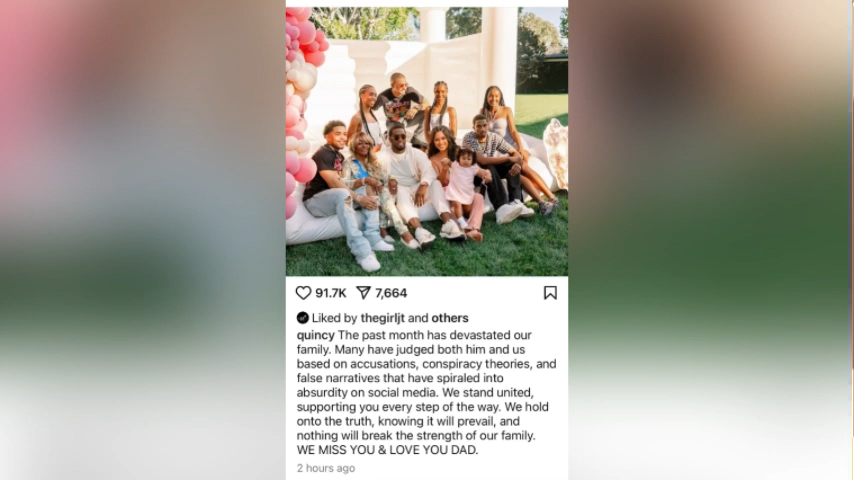 91.7K 7,664
Liked by thegirljt and others
quincy The past month has devastated our
family. Many have judged both him and us
based on accusations, conspiracy theories, and
false narratives that have spiraled into
absurdity on social media. We stand united,
supporting you every step of the way. We hold
onto the truth, knowing it will prevail, and
nothing will break the strength of our family.
WE MISS YOU & LOVE YOU DAD.
2 hours ago